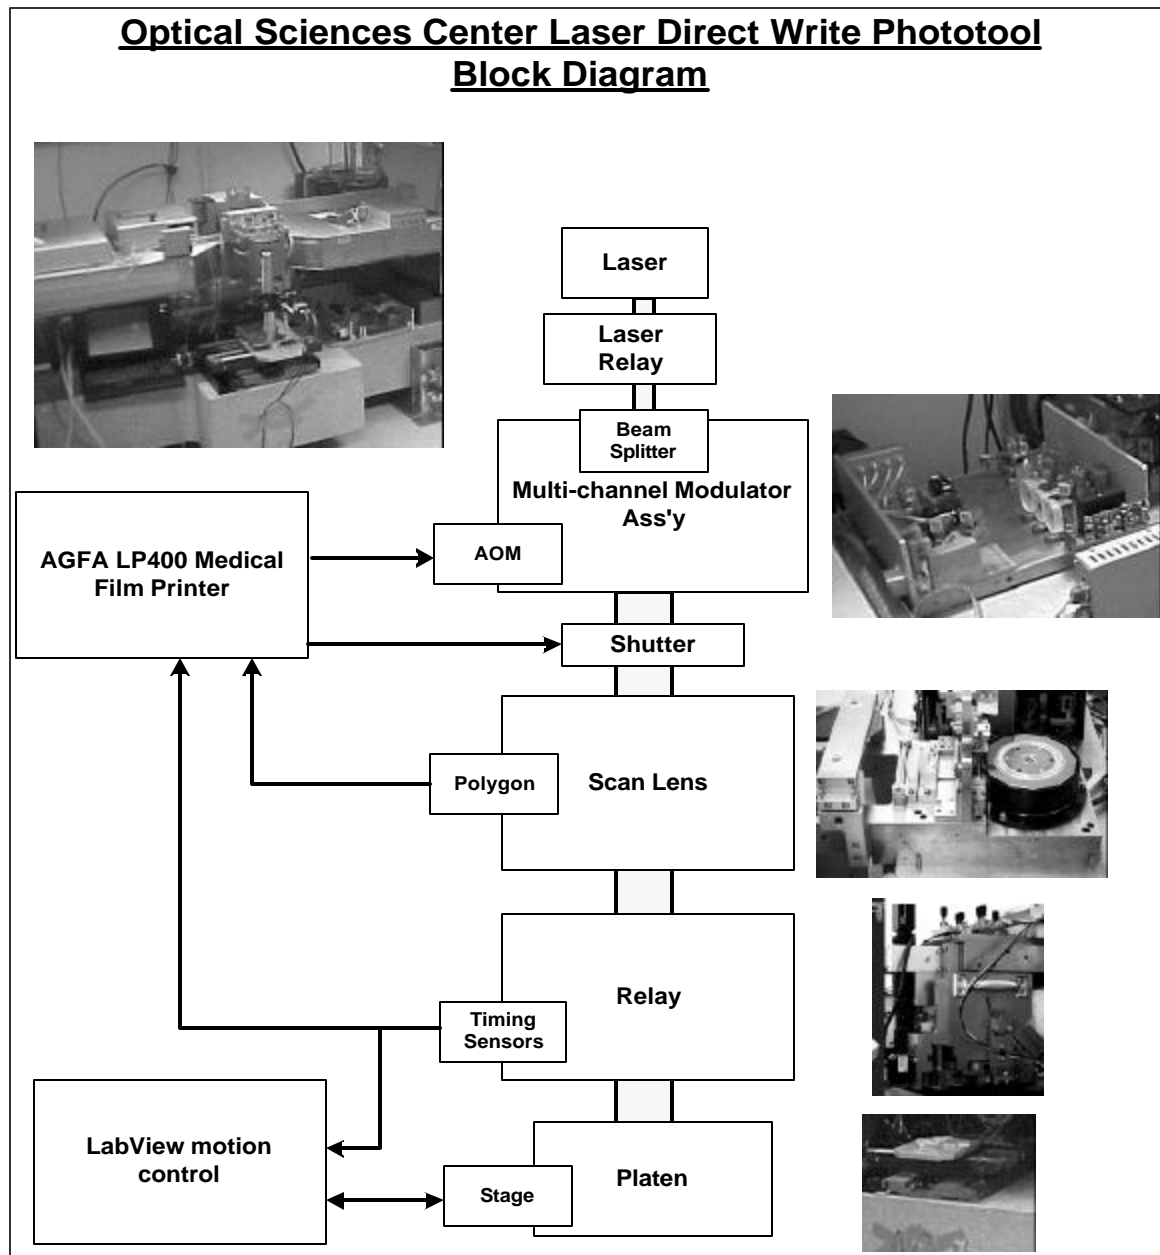 Optical Sciences Center Laser Direct Write Phototool
Block Diagram
Laser
Laser
Relay
Beam
Splitter
Multi-channel Modulator
Ass'y
AOM
AGFA LP400 Medical
Film Printer
Shutter
Polygon
Scan Lens
Relay
Timing
Sensors
LabView motion
control
Stage
Platen